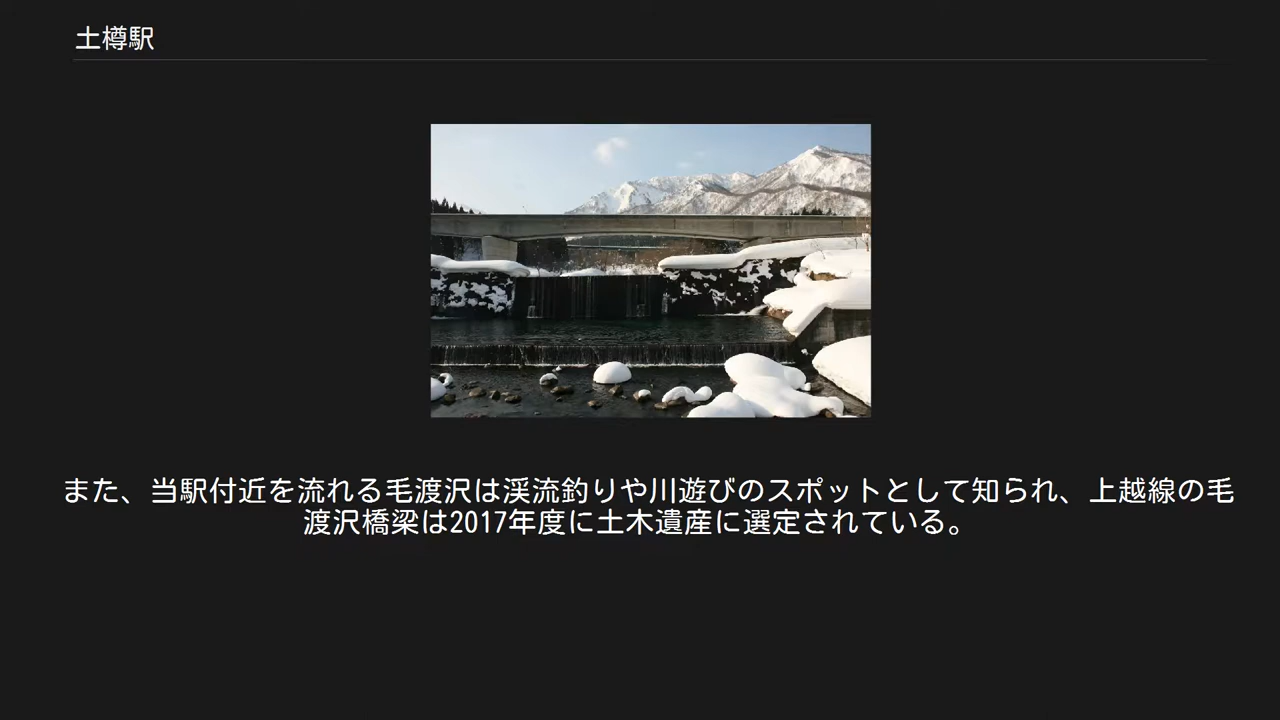 土樽駅
また、当駅付近を流れる毛渡沢は渓流釣りや川遊びのスポットとして知られ、上越線の毛
渡沢橋梁は2017年度に土木遺産に選定されている。